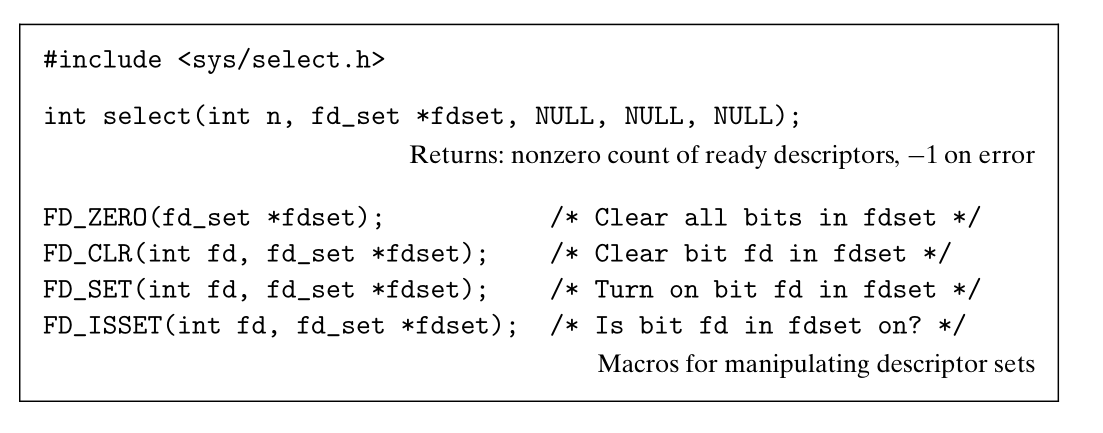 #include <sys/select.h>
int select(int n, fd_set *fdset, NULL, NULL, NULL);
Returns: nonzero count of ready descriptors, −1 on error
FD_ZERO(fd_set *fdset); /* Clear all bits in fdset */
FD_CLR(int fd, fd_set *fdset); /* Clear bit fd in fdset */
FD_SET(int fd, fd_set *fdset); /* Turn on bit fd in fdset */
FD_ISSET(int fd, fd_set *fdset); /* Is bit fd in fdset on? */
Macros for manipulating descriptor sets